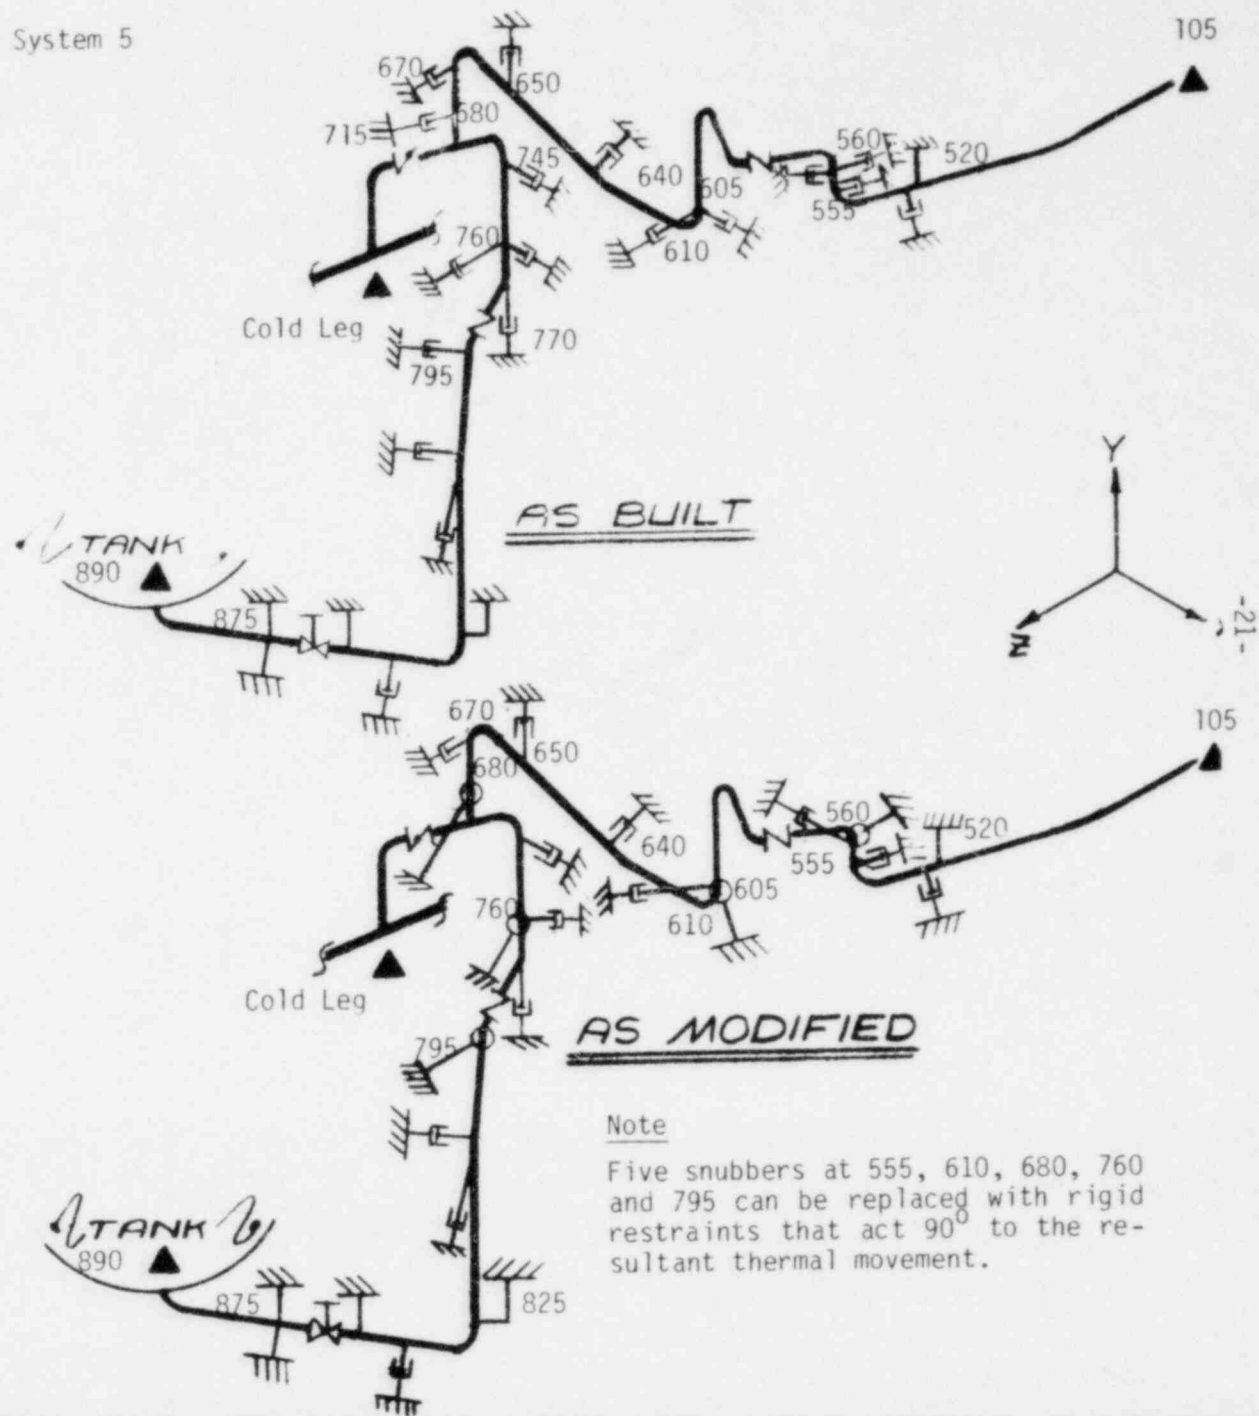 System 5
105
670
650
680
715
745
640
605
560
520
555
610
760
Cold Leg
770
795
AS BUILT
TANK
890
875
Y
Z
-21-
670
650
680
105
640
560
520
555
605
610
760
Cold Leg
AS MODIFIED
795
Note
Five snubbers at 555, 610, 680, 760
and 795 can be replaced with rigid
restraints that act 90⁰ to the re-
sultant thermal movement.
TANK
890
875
825